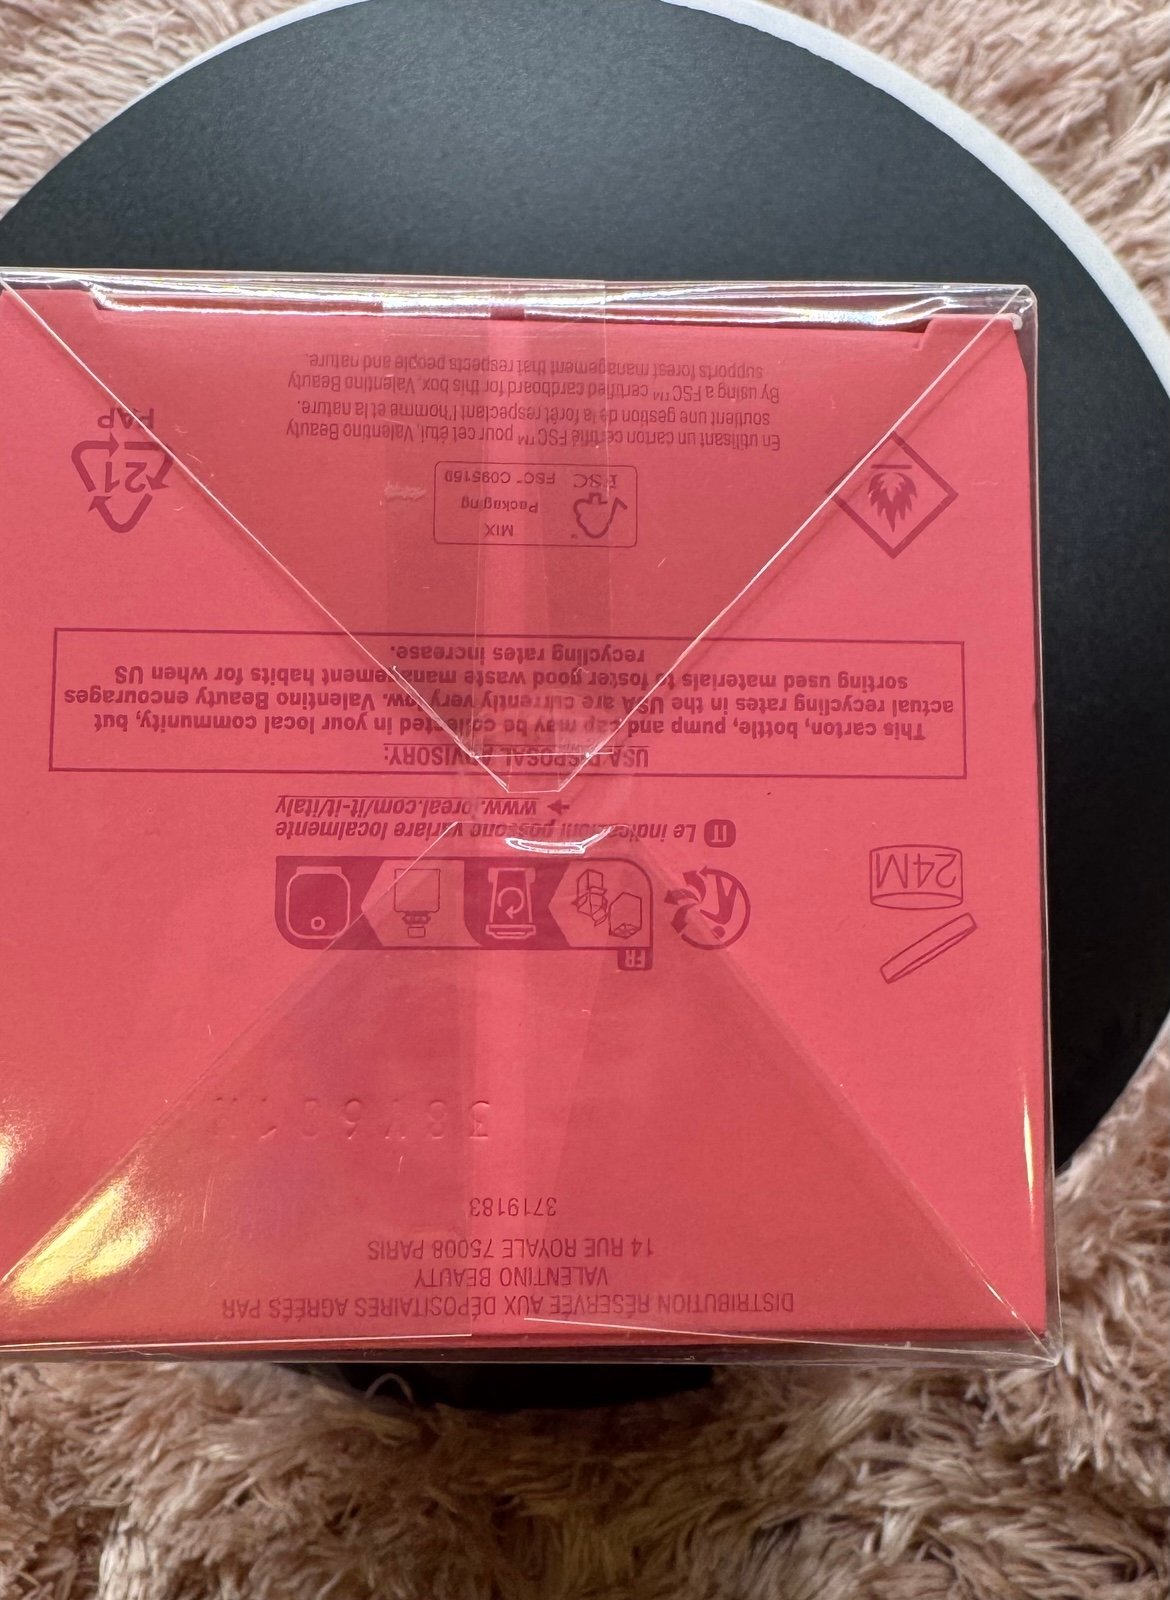 DISTRIBUTION RÉSERVÉE AUX DÉPOSITAIRES AGRÉÉS PAR
VALENTINO BEAUTY
14 RUE ROYALE 75008 PARIS
3719183
FR
24M
IT Le indicazioni possono variare localmente
➔ www.loreal.com/it-it/italy
USA DISPOSAL ADVISORY:
This carton, bottle, pump and cap may be collected in your local community, but
actual recycling rates in the USA are currently very low. Valentino Beauty encourages
sorting used materials to foster good waste management habits for when US
recycling rates increase.
MIX
Packaging
FSC FSC™
21
PAP
En utilisant un carton certifié FSC™ pour cet étui, Valentino Beauty
soutient une gestion de la forêt respectant l'homme et la nature.
By using a FSC™ certified cardboard for this box, Valentino Beauty
supports forest management that respects people and nature.